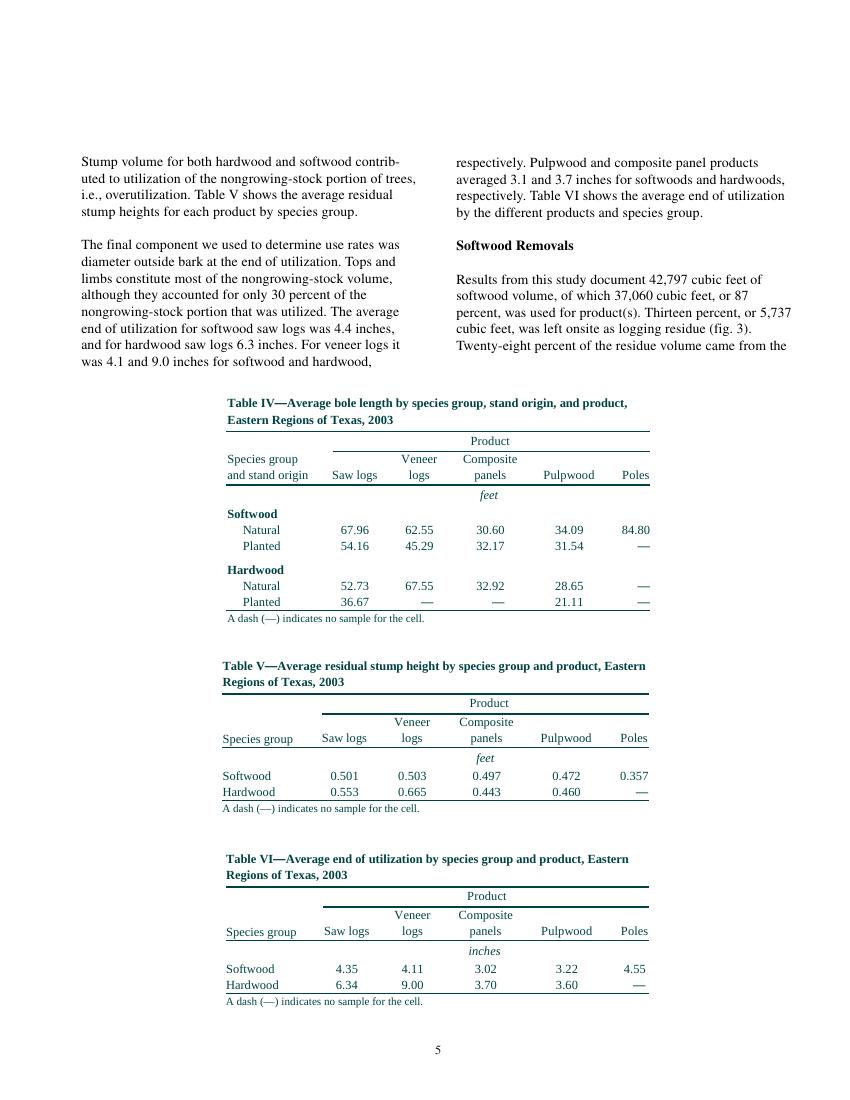 Stump volume for both hardwood and softwood contrib-
uted to utilization of the nongrowing-stock portion of trees,
i.e., overutilization. Table V shows the average residual
stump heights for each product by species group.
The final component we used to determine use rates was
diameter outside bark at the end of utilization. Tops and
limbs constitute most of the nongrowing-stock volume,
although they accounted for only 30 percent of the
nongrowing-stock portion that was utilized. The average
end of utilization for softwood saw logs was 4.4 inches,
and for hardwood saw logs 6.3 inches. For veneer logs it
was 4.1 and 9.0 inches for softwood and hardwood,
respectively. Pulpwood and composite panel products
averaged 3.1 and 3.7 inches for softwoods and hardwoods,
respectively. Table VI shows the average end of utilization
by the different products and species group.
Softwood Removals
Results from this study document 42,797 cubic feet of
softwood volume, of which 37,060 cubic feet, or 87
percent, was used for product(s). Thirteen percent, or 5,737
cubic feet, was left onsite as logging residue (fig. 3).
Twenty-eight percent of the residue volume came from the
Table IV—Average bole length by species group, stand origin, and product,
Eastern Regions of Texas, 2003
Product
Species group Veneer Composite
and stand origin Saw logs logs panels Pulpwood Poles
feet
Softwood
Natural 67.96 62.55 30.60 34.09 84.80
Planted 54.16 45.29 32.17 31.54 —
Hardwood
Natural 52.73 67.55 32.92 28.65 —
Planted 36.67 — — 21.11 —
A dash (—) indicates no sample for the cell.
Table V—Average residual stump height by species group and product, Eastern
Regions of Texas, 2003
Product
Veneer Composite
Species group Saw logs logs panels Pulpwood Poles
feet
Softwood 0.501 0.503 0.497 0.472 0.357
Hardwood 0.553 0.665 0.443 0.460 —
A dash (—) indicates no sample for the cell.
Table VI—Average end of utilization by species group and product, Eastern
Regions of Texas, 2003
Product
Veneer Composite
Species group Saw logs logs panels Pulpwood Poles
inches
Softwood 4.35 4.11 3.02 3.22 4.55
Hardwood 6.34 9.00 3.70 3.60 —
A dash (—) indicates no sample for the cell.
5